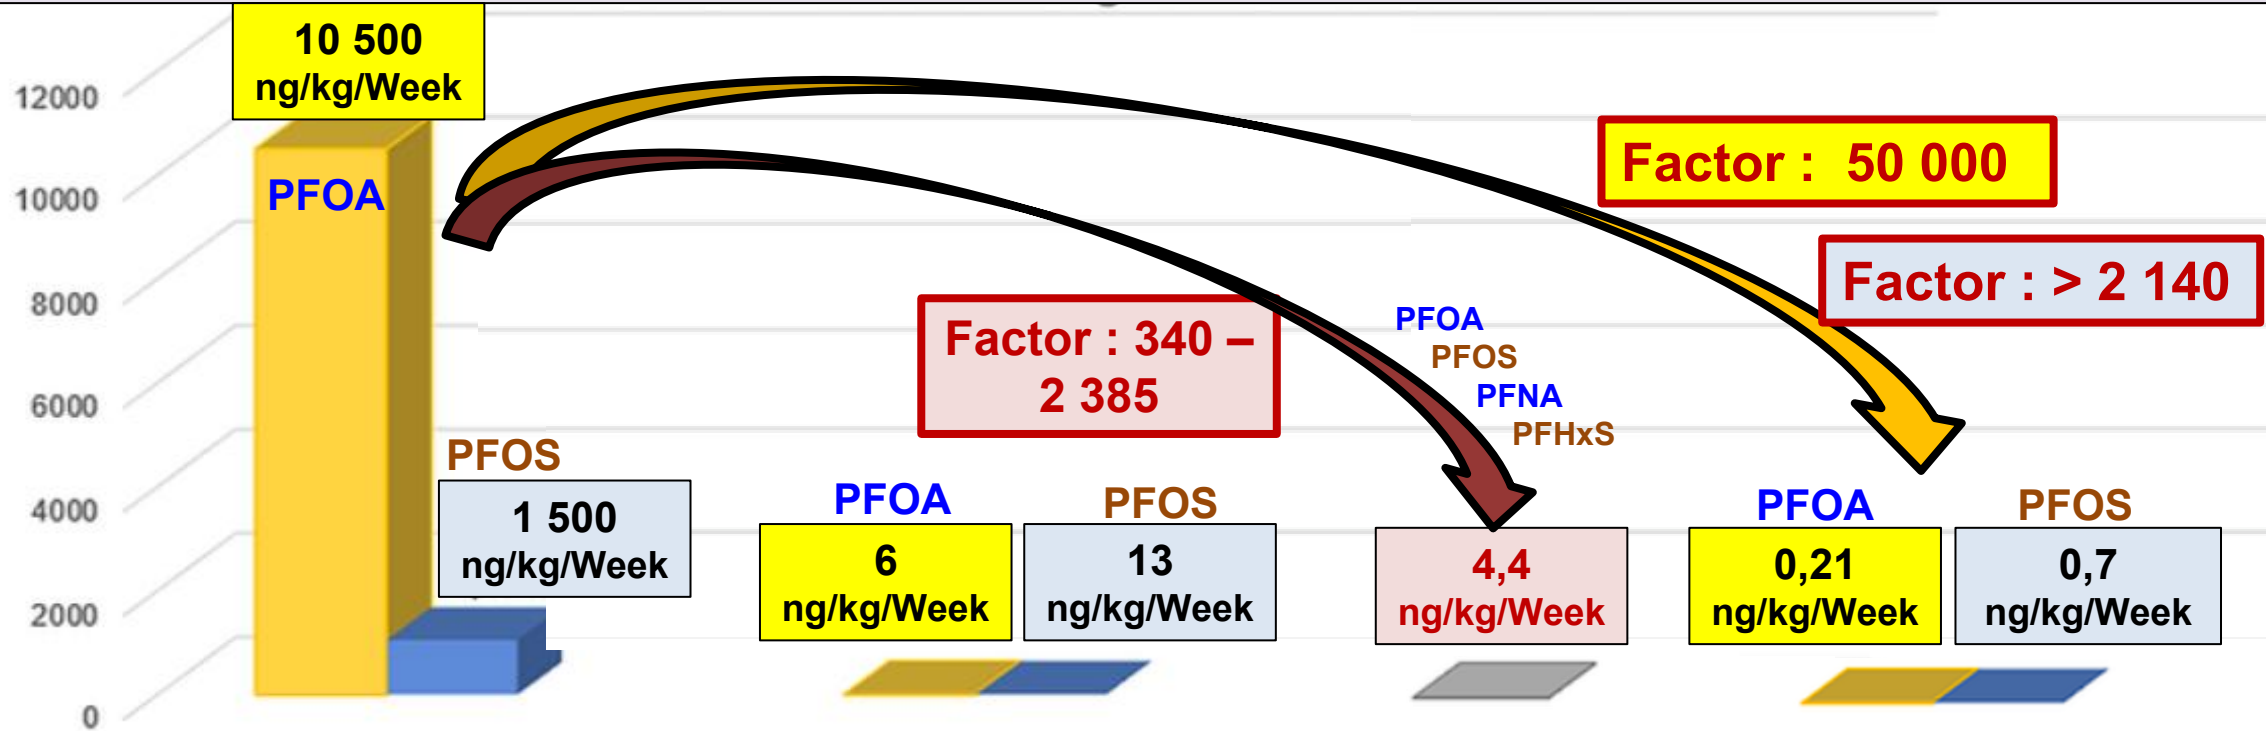 10 500
ng/kg/Week
12000
10000
8000
6000
4000
2000
0
PFOA
PFOS
1 500
ng/kg/Week
PFOA
6
ng/kg/Week
PFOS
13
ng/kg/Week
Factor : 340 –
2 385
PFOA
PFOS
PFNA
PFHxS
4,4
ng/kg/Week
Factor : 50 000
Factor : > 2 140
PFOA
0,21
ng/kg/Week
PFOS
0,7
ng/kg/Week